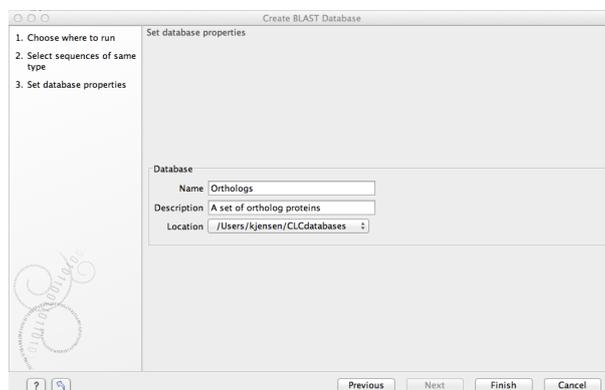 Create BLAST Database
1. Choose where to run
2. Select sequences of same
type
3. Set database properties
Set database properties
Database
Name Orthologs
Description A set of ortholog proteins
Location /Users/kjensen/CLCdatabases
? Previous Next Finish Cancel